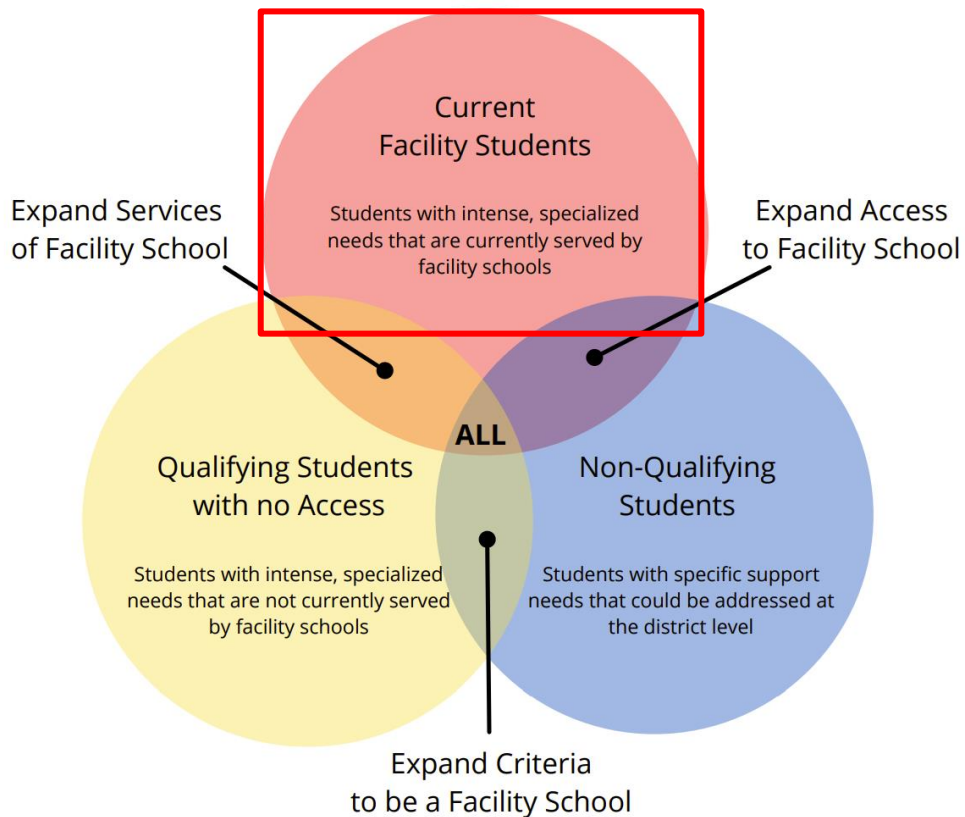 Current
Facility Students
Students with intense, specialized
needs that are currently served by
facility schools
Expand Services
of Facility School
Expand Access
to Facility School
ALL
Qualifying Students
with no Access
Students with intense, specialized
needs that are not currently served
by facility schools
Non-Qualifying
Students
Students with specific support
needs that could be addressed at
the district level
Expand Criteria
to be a Facility School